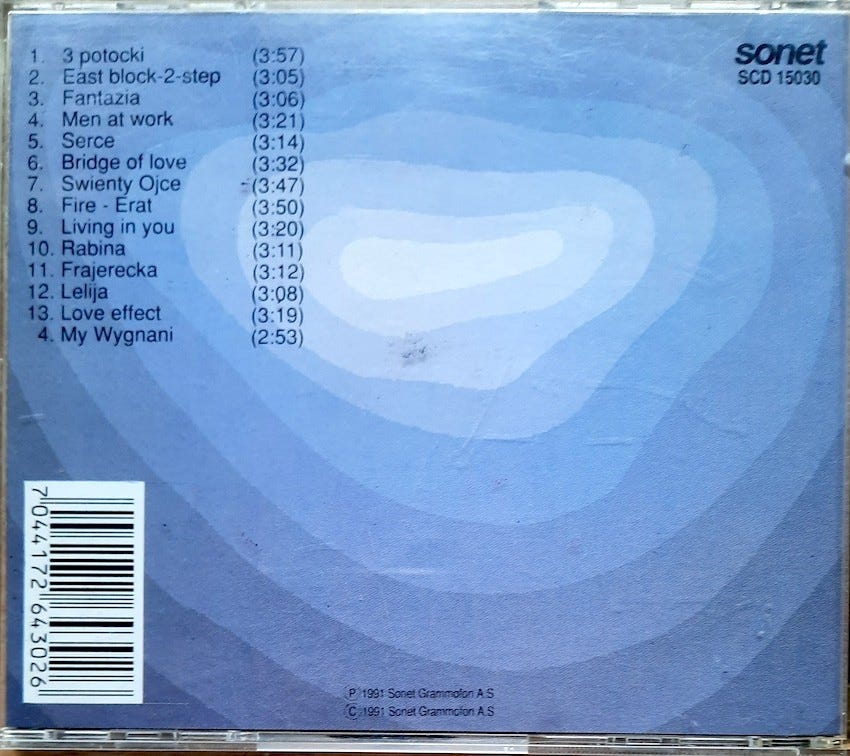 1. 3 potocki (3:57)
2. East block-2-step (3:05)
3. Fantazia (3:06)
4. Men at work (3:21)
5. Serce (3:14)
6. Bridge of love (3:32)
7. Swienty Ojce (3:47)
8. Fire - Erat (3:50)
9. Living in you (3:20)
10. Rabina (3:11)
11. Frajerecka (3:12)
12. Lelija (3:08)
13. Love effect (3:19)
4. My Wygnani (2:53)
sonet
SCD 15030
7 044172 643026
℗ 1991 Sonet Grammofon A.S
© 1991 Sonet Grammofon A.S